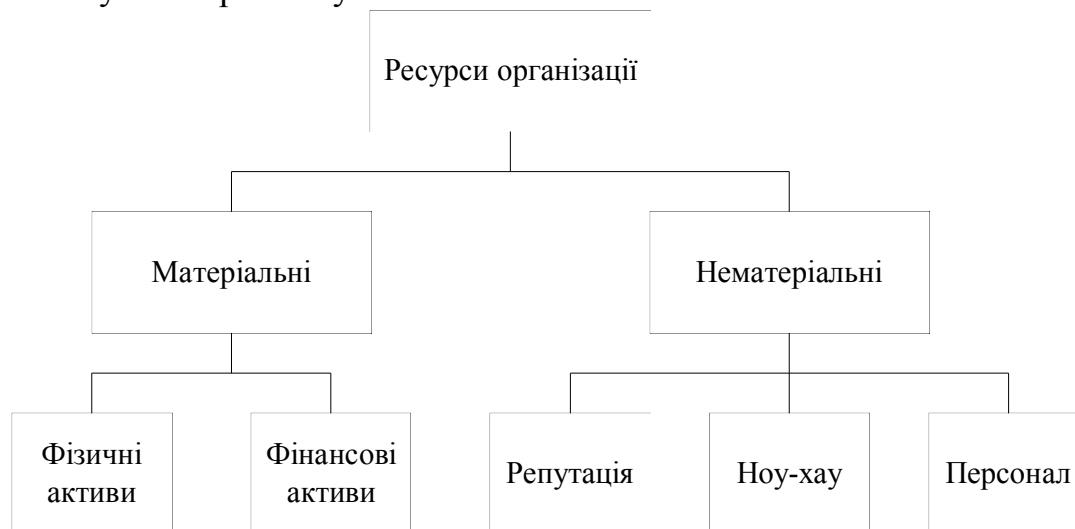 Ресурси організації
Матеріальні
Нематеріальні
Фізичні
активи
Фінансові
активи
Репутація
Ноу-хау
Персонал